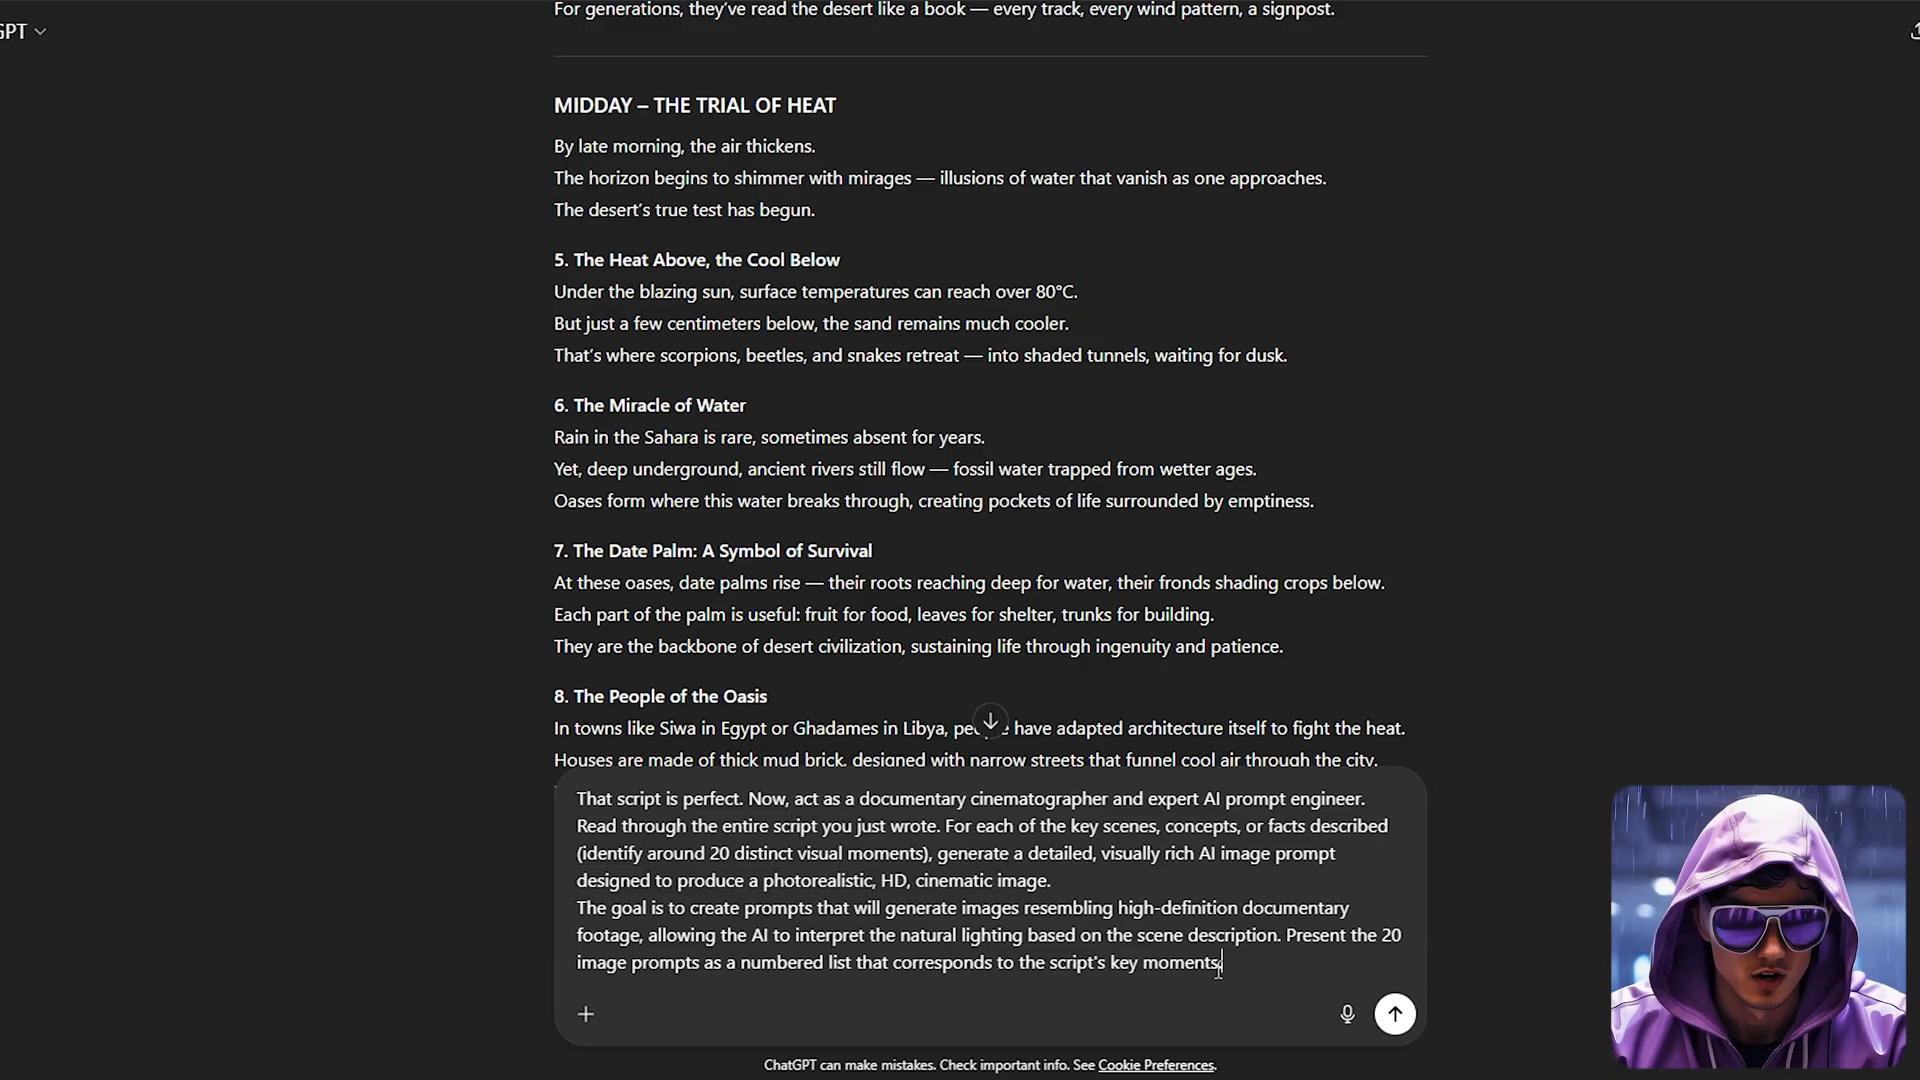 For generations, they've read the desert like a book — every track, every wind pattern, a signpost.
GPT
MIDDAY – THE TRIAL OF HEAT
By late morning, the air thickens.
The horizon begins to shimmer with mirages — illusions of water that vanish as one approaches.
The desert's true test has begun.
5. The Heat Above, the Cool Below
Under the blazing sun, surface temperatures can reach over 80°C.
But just a few centimeters below, the sand remains much cooler.
That's where scorpions, beetles, and snakes retreat — into shaded tunnels, waiting for dusk.
6. The Miracle of Water
Rain in the Sahara is rare, sometimes absent for years.
Yet, deep underground, ancient rivers still flow — fossil water trapped from wetter ages.
Oases form where this water breaks through, creating pockets of life surrounded by emptiness.
7. The Date Palm: A Symbol of Survival
At these oases, date palms rise — their roots reaching deep for water, their fronds shading crops below.
Each part of the palm is useful: fruit for food, leaves for shelter, trunks for building.
They are the backbone of desert civilization, sustaining life through ingenuity and patience.
8. The People of the Oasis
In towns like Siwa in Egypt or Ghadames in Libya, people have adapted architecture itself to fight the heat.
Houses are made of thick mud brick, designed with narrow streets that funnel cool air through the city.
That script is perfect. Now, act as a documentary cinematographer and expert AI prompt engineer.
Read through the entire script you just wrote. For each of the key scenes, concepts, or facts described
(identify around 20 distinct visual moments), generate a detailed, visually rich AI image prompt
designed to produce a photorealistic, HD, cinematic image.
The goal is to create prompts that will generate images resembling high-definition documentary
footage, allowing the AI to interpret the natural lighting based on the scene description. Present the 20
image prompts as a numbered list that corresponds to the script's key moments.
ChatGPT can make mistakes. Check important info. See Cookie Preferences.